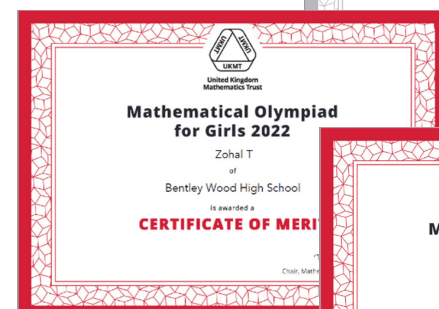 UKMT
UKMT
UKMT
United Kingdom
Mathematics Trust
Mathematical Olympiad
for Girls 2022
Zohal T
of
Bentley Wood High School
Is awarded a
CERTIFICATE OF MERI
Chair, Mathe
M